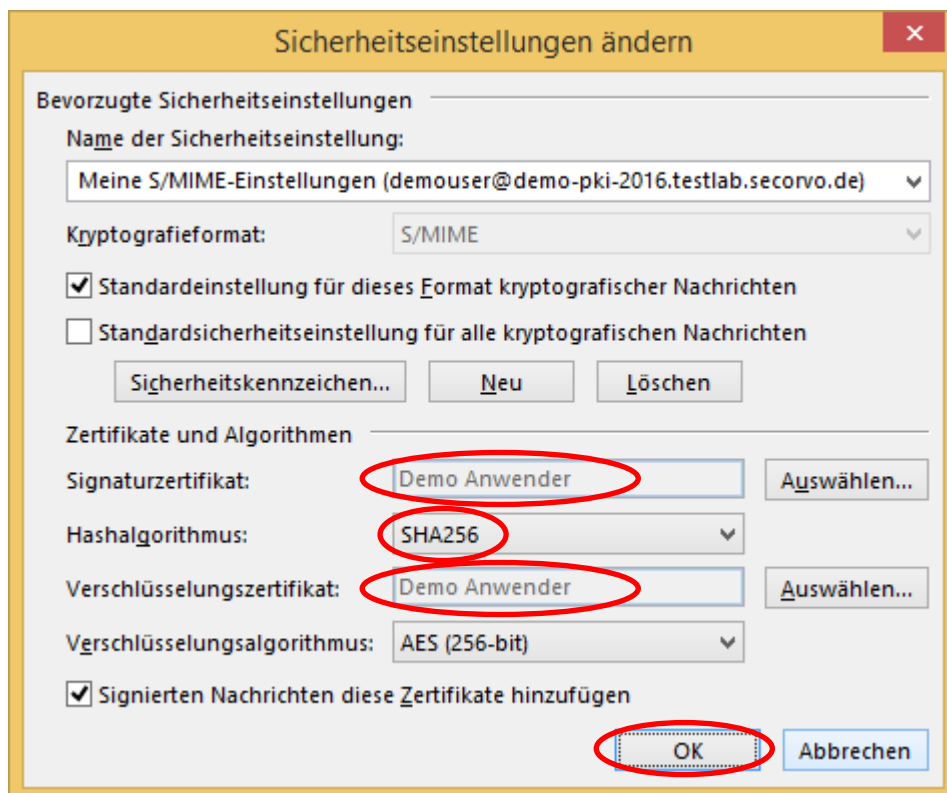 Sicherheitseinstellungen ändern
Bevorzugte Sicherheitseinstellungen
Name der Sicherheitseinstellung:
Meine S/MIME-Einstellungen (demouser@demo-pki-2016.testlab.secorvo.de)
Kryptografieformat: S/MIME
Standardeinstellung für dieses Format kryptografischer Nachrichten
Standardsicherheitseinstellung für alle kryptografischen Nachrichten
Sicherheitskennzeichen... Neu Löschen
Zertifikate und Algorithmen
Signaturzertifikat: Demo Anwender Auswählen...
Hashalgorithmus: SHA256
Verschlüsselungszertifikat: Demo Anwender Auswählen...
Verschlüsselungsalgorithmus: AES (256-bit)
Signierten Nachrichten diese Zertifikate hinzufügen
OK Abbrechen